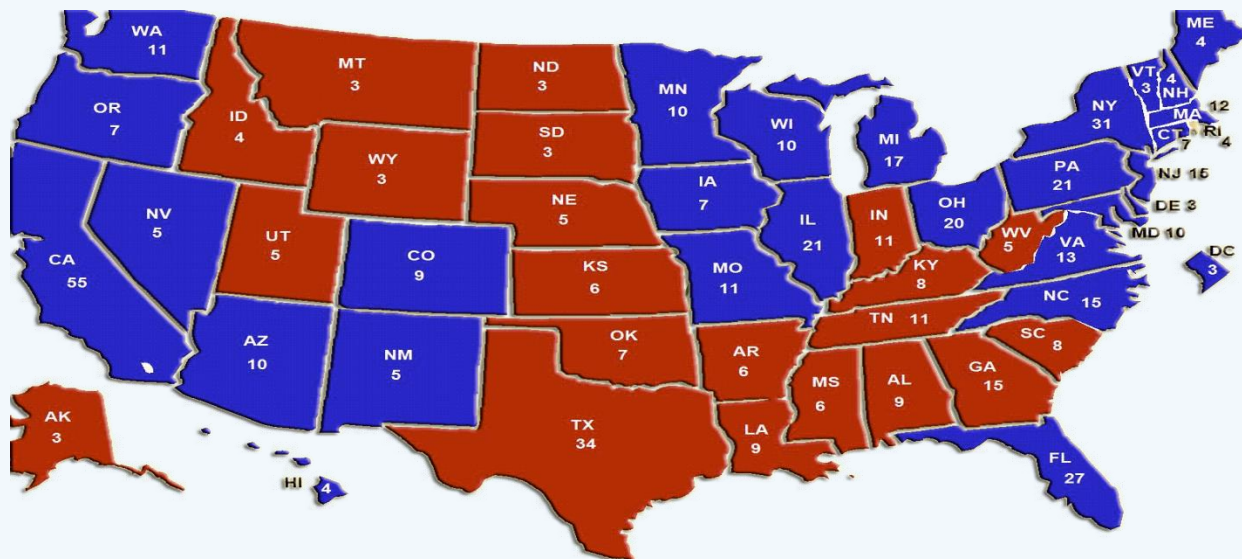 WA
11
OR
7
CA
55
NV
5
ID
4
MT
3
WY
3
UT
5
CO
9
AZ
10
NM
5
ND
3
SD
3
NE
5
KS
6
OK
7
TX
34
MN
10
IA
7
MO
11
AR
6
LA
9
WI
10
IL
21
MI
17
IN
11
OH
20
KY
8
TN 11
MS
6
AL
9
GA
15
SC
8
NC 15
VA
13
WV
5
FL
27
PA
21
NY
31
VT
3
4
NH
ME
4
12
MA
RI
4
CT
7
NJ 15
DE 3
MD 10
DC
3
AK
3
HI
4